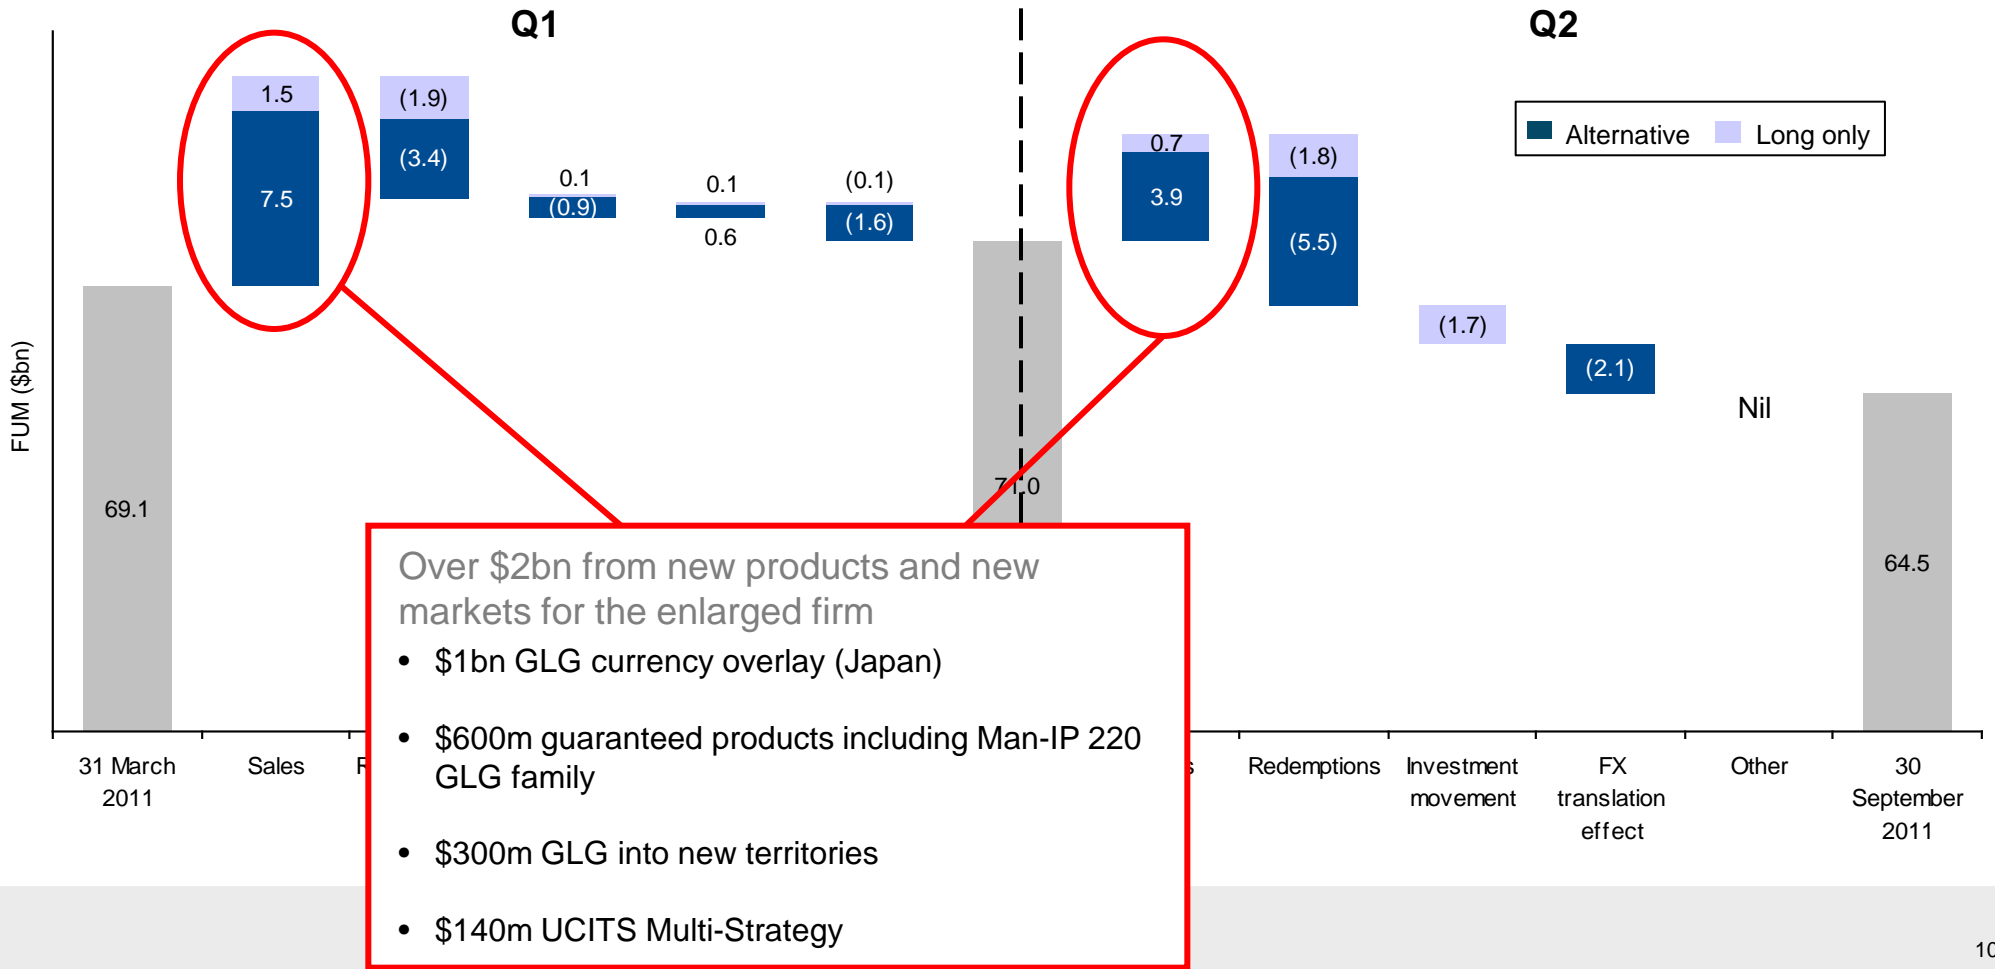 Q1
Q2
Alternative
Long only
FUM ($bn)
69.1
1.5
7.5
(1.9)
(3.4)
0.1
(0.9)
0.1
0.6
(0.1)
(1.6)
71.0
0.7
3.9
(1.8)
(5.5)
(1.7)
(2.1)
Nil
64.5
Over $2bn from new products and new
markets for the enlarged firm
• $1bn GLG currency overlay (Japan)
• $600m guaranteed products including Man-IP 220
GLG family
• $300m GLG into new territories
• $140m UCITS Multi-Strategy
31 March
2011
Sales
Redemptions
Investment
movement
FX
translation
effect
Other
30
September
2011
10